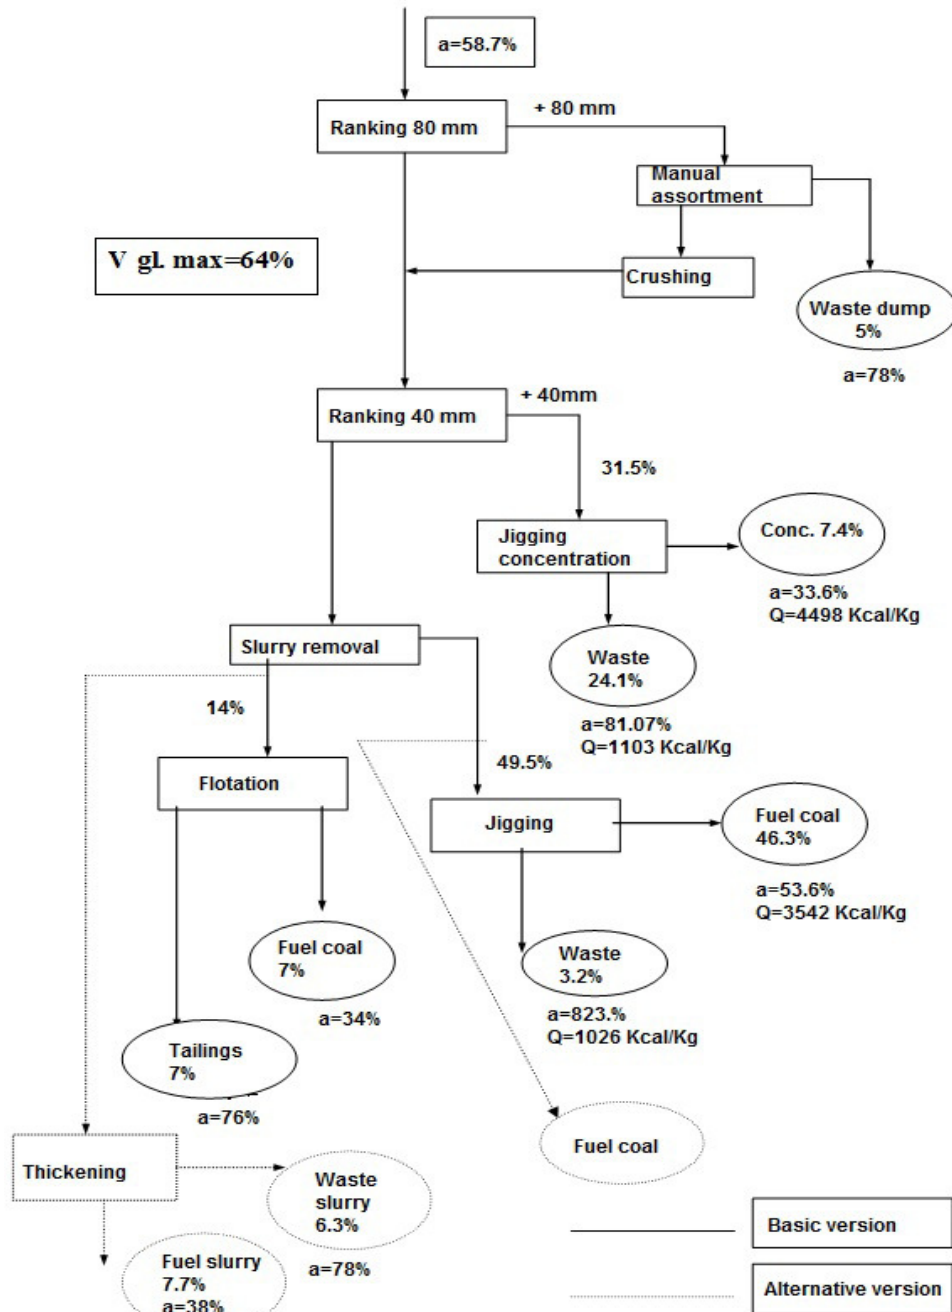 a=58.7%
Ranking 80 mm
+ 80 mm
Manual
assortment
V gl. max=64%
Crushing
Waste dump
5%
a=78%
Ranking 40 mm
+ 40mm
31.5%
Jigging
concentration
Conc. 7.4%
a=33.6%
Q=4498 Kcal/Kg
Slurry removal
Waste
24.1%
a=81.07%
Q=1103 Kcal/Kg
14%
49.5%
Flotation
Jigging
Fuel coal
46.3%
a=53.6%
Q=3542 Kcal/Kg
Fuel coal
7%
a=34%
Waste
3.2%
a=823.%
Q=1026 Kcal/Kg
Tailings
7%
a=76%
Fuel coal
Thickening
Waste
slurry
6.3%
a=78%
Fuel slurry
7.7%
a=38%
Basic version
Alternative version